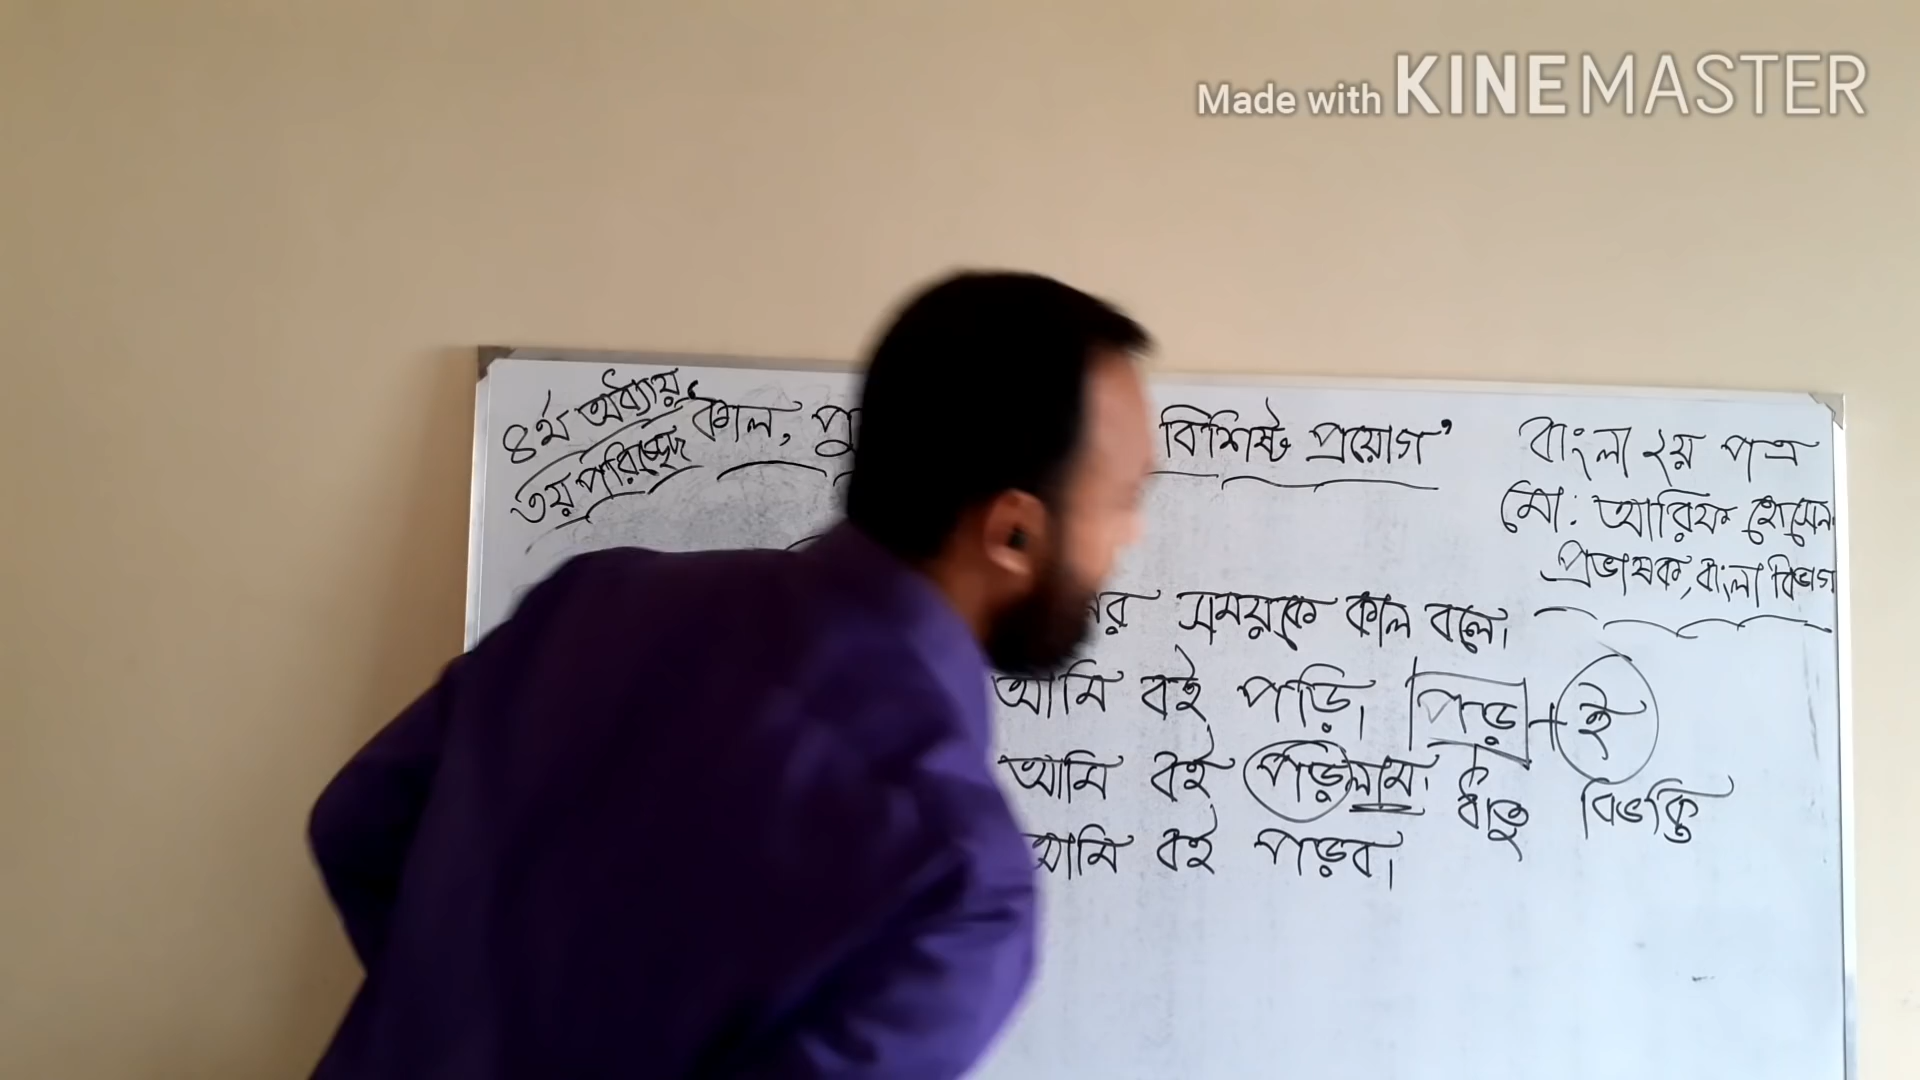 Made with KINEMASTER
৪র্থ অধ্যায়
৩য় পরিচ্ছেদ
'কাল, পু
বিশিষ্ট প্রয়োগ'
বাংলা ২য় পত্র
মো: আরিফ হোসেন
প্রভাষক, বাংলা বিভাগ
সময়কে কাল বলে।
আমি বই পড়ি। পড় + ই
আমি বই পড়িলাম। ধাতু বিভক্তি
আমি বই পড়ব।